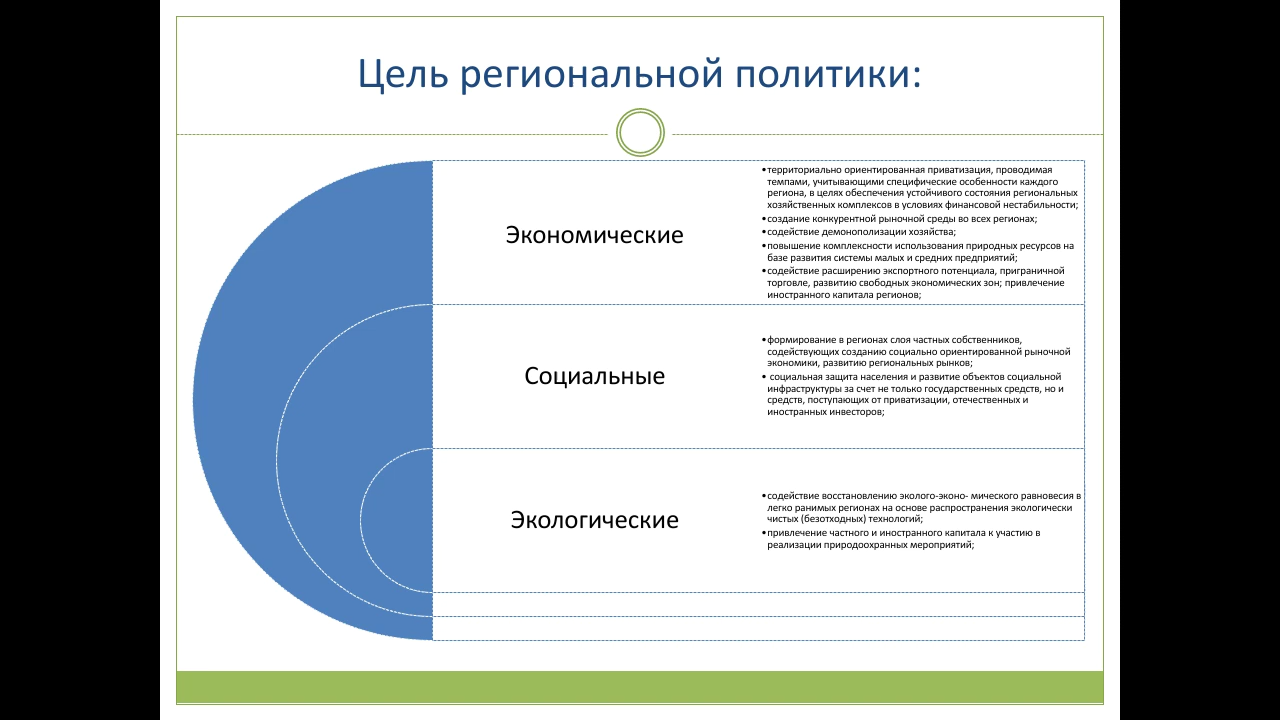 Цель региональной политики:
Экономические
•территориально ориентированная приватизация, проводимая
темпами, учитывающими специфические особенности каждого
региона, в целях обеспечения устойчивого состояния региональных
хозяйственных комплексов в условиях финансовой нестабильности;
•создание конкурентной рыночной среды во всех регионах;
•содействие демонополизации хозяйства;
•повышение комплексности использования природных ресурсов на
базе развития системы малых и средних предприятий;
•содействие расширению экспортного потенциала, приграничной
торговле, развитию свободных экономических зон; привлечение
иностранного капитала регионов;
Социальные
•формирование в регионах слоя частных собственников,
содействующих созданию социально ориентированной рыночной
экономики, развитию региональных рынков;
• социальная защита населения и развитие объектов социальной
инфраструктуры за счет не только государственных средств, но и
средств, поступающих от приватизации, отечественных и
иностранных инвесторов;
Экологические
•содействие восстановлению эколого-эконо- мического равновесия в
легко ранимых регионах на основе распространения экологически
чистых (безотходных) технологий;
•привлечение частного и иностранного капитала к участию в
реализации природоохранных мероприятий;